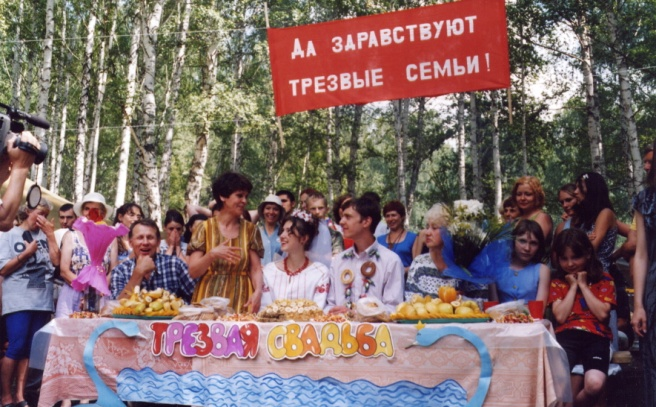 ДА ЗДРАВСТВУЮТ
ТРЕЗВЫЕ СЕМЬИ!
ТРЕЗВАЯ СВАДЬБА